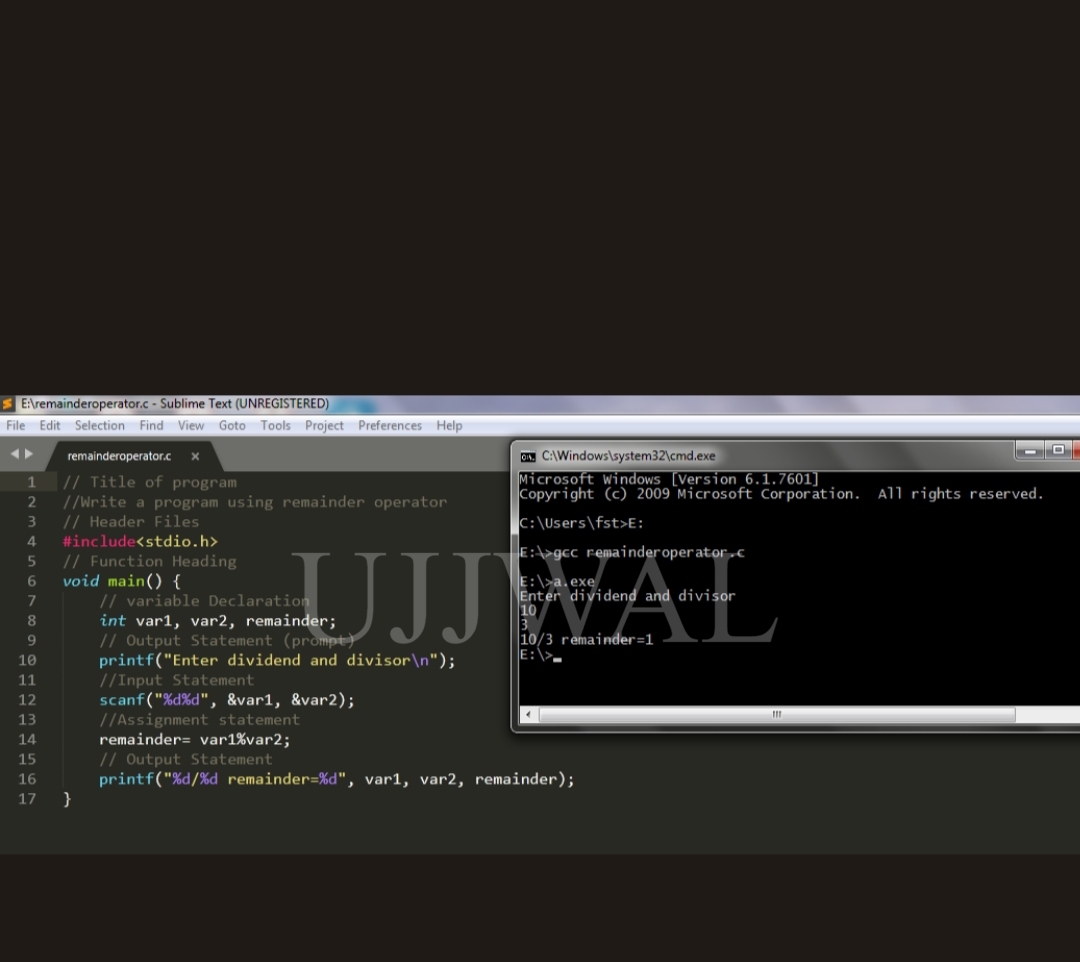 E:\remainderoperator.c - Sublime Text (UNREGISTERED)
File Edit Selection Find View Goto Tools Project Preferences Help
remainderoperator.c
1 // Title of program
2 //Write a program using remainder operator
3 // Header Files
4 #include<stdio.h>
5 // Function Heading
6 void main() {
7 // variable Declaration
8 int var1, var2, remainder;
9 // Output Statement (prompt)
10 printf("Enter dividend and divisor\n");
11 //Input Statement
12 scanf("%d%d", &var1, &var2);
13 //Assignment statement
14 remainder= var1%var2;
15 // Output Statement
16 printf("%d/%d remainder=%d", var1, var2, remainder);
17 }
C:\Windows\system32\cmd.exe
Microsoft Windows [Version 6.1.7601]
Copyright (c) 2009 Microsoft Corporation. All rights reserved.
C:\Users\fst>E:
E:\>gcc remainderoperator.c
E:\>a.exe
Enter dividend and divisor
10
3
10/3 remainder=1
E:\>
UJJWAL